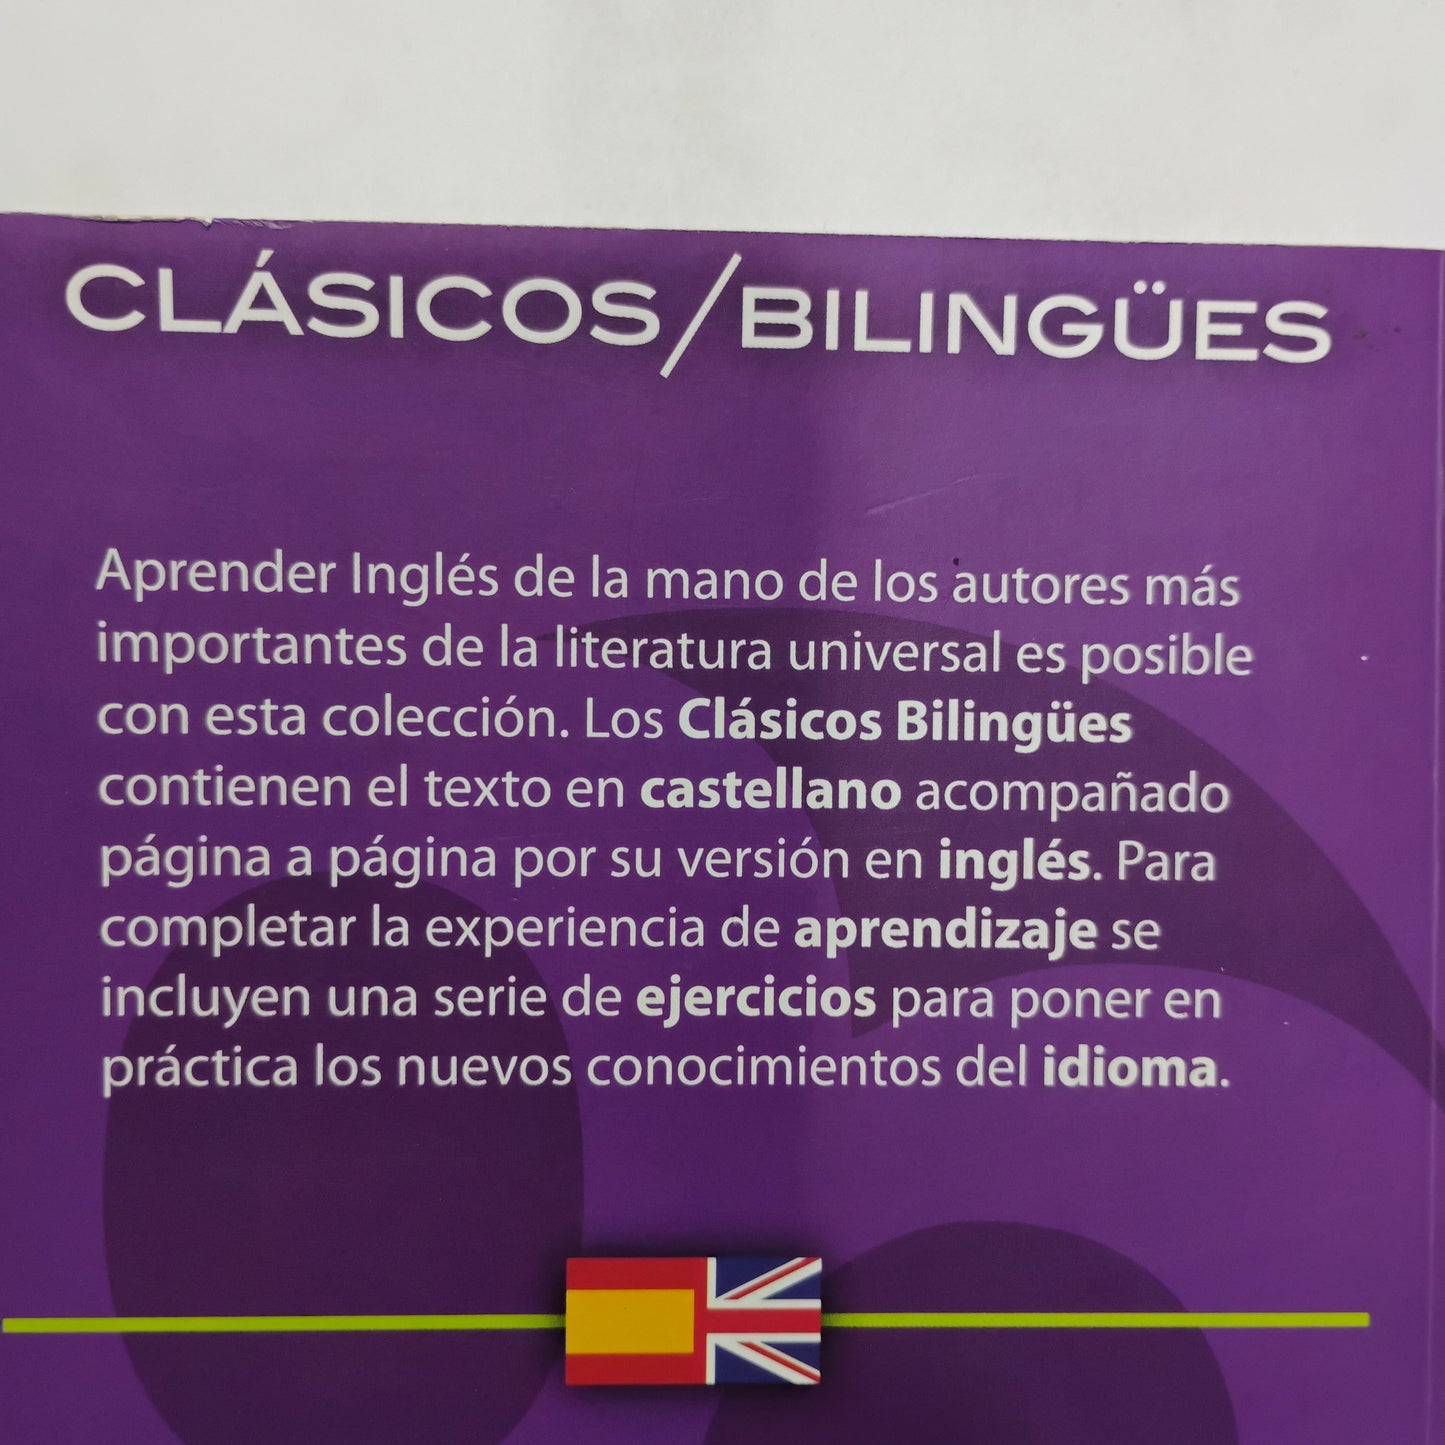 CLÁSICOS/BILINGÜES
Aprender Inglés de la mano de los autores más
importantes de la literatura universal es posible
con esta colección. Los Clásicos Bilingües
contienen el texto en castellano acompañado
página a página por su versión en inglés. Para
completar la experiencia de aprendizaje se
incluyen una serie de ejercicios para poner en
práctica los nuevos conocimientos del idioma.